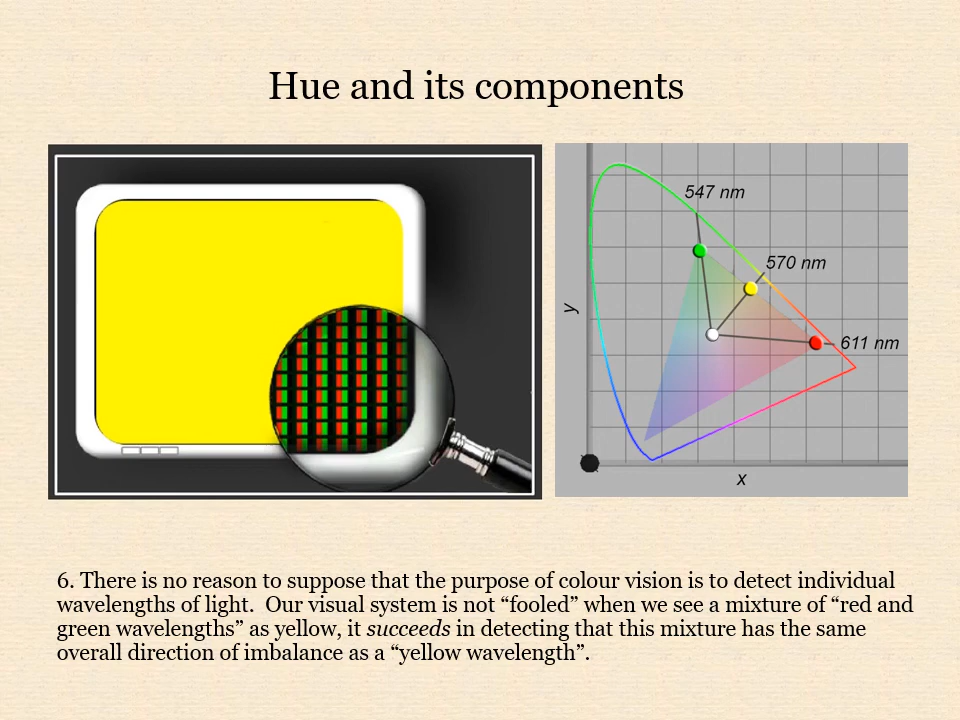 Hue and its components
547 nm
570 nm
y
611 nm
x
6. There is no reason to suppose that the purpose of colour vision is to detect individual
wavelengths of light.  Our visual system is not “fooled” when we see a mixture of “red and
green wavelengths” as yellow, it succeeds in detecting that this mixture has the same
overall direction of imbalance as a “yellow wavelength”.